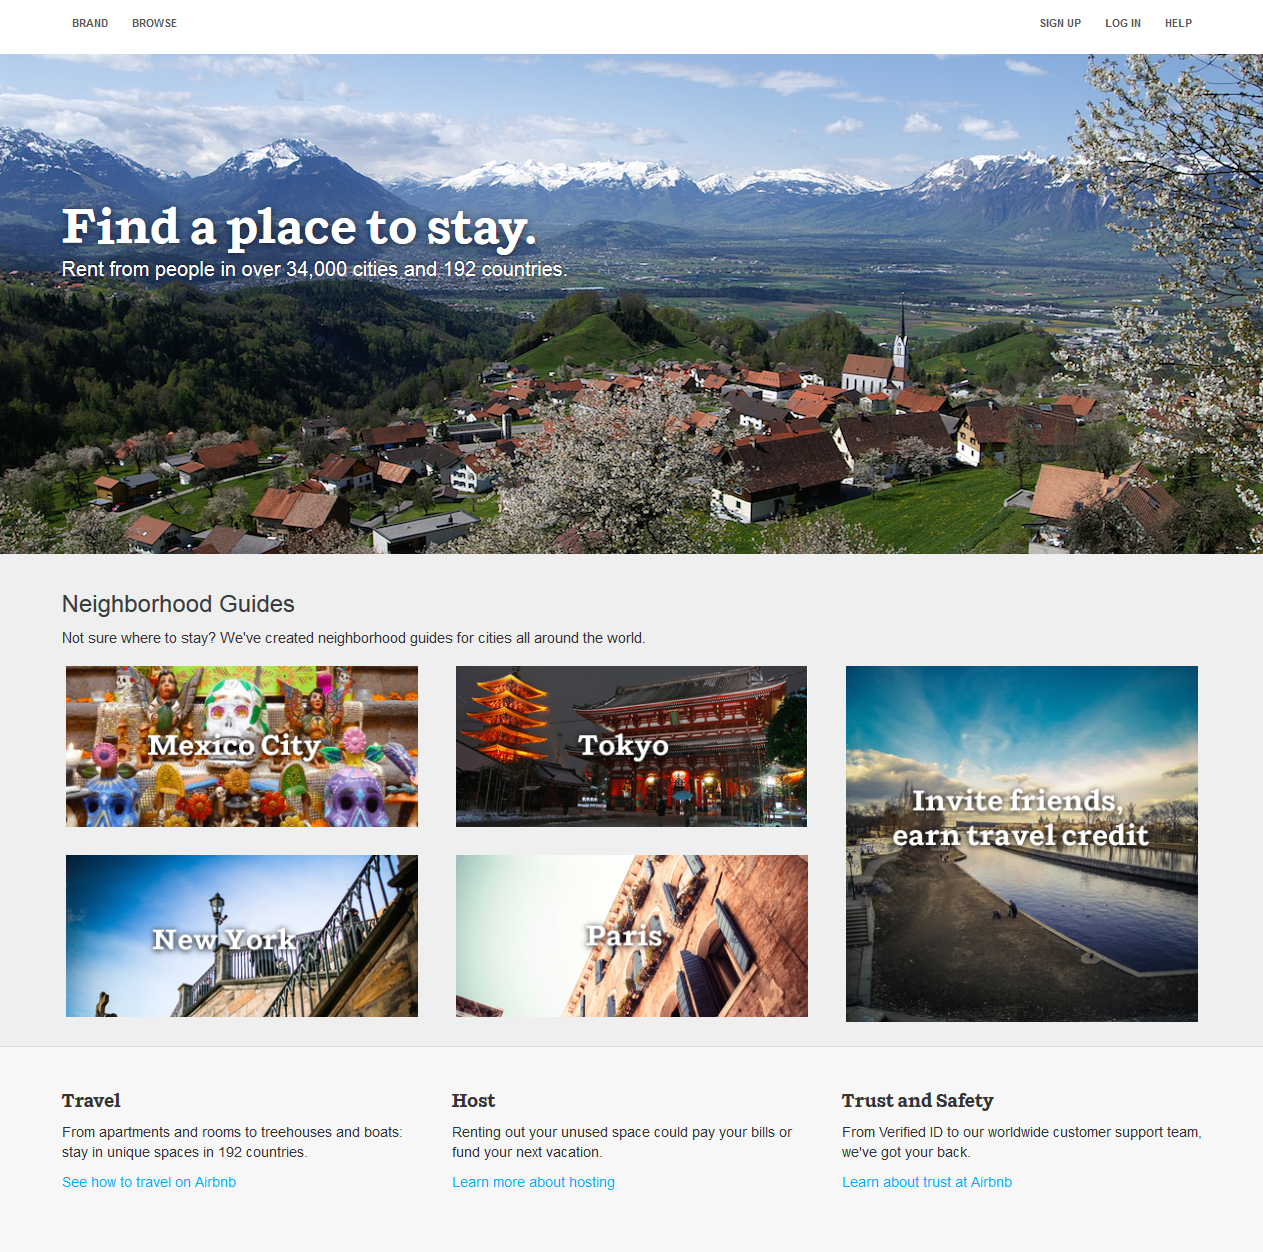 BRAND BROWSE SIGN UP LOG IN HELP
Find a place to stay.
Rent from people in over 34,000 cities and 192 countries.
Neighborhood Guides
Not sure where to stay? We've created neighborhood guides for cities all around the world.
Mexico City
Tokyo
Invite friends,
earn travel credit
New York
Paris
Travel
From apartments and rooms to treehouses and boats:
stay in unique spaces in 192 countries.
See how to travel on Airbnb
Host
Renting out your unused space could pay your bills or
fund your next vacation.
Learn more about hosting
Trust and Safety
From Verified ID to our worldwide customer support team,
we've got your back.
Learn about trust at Airbnb